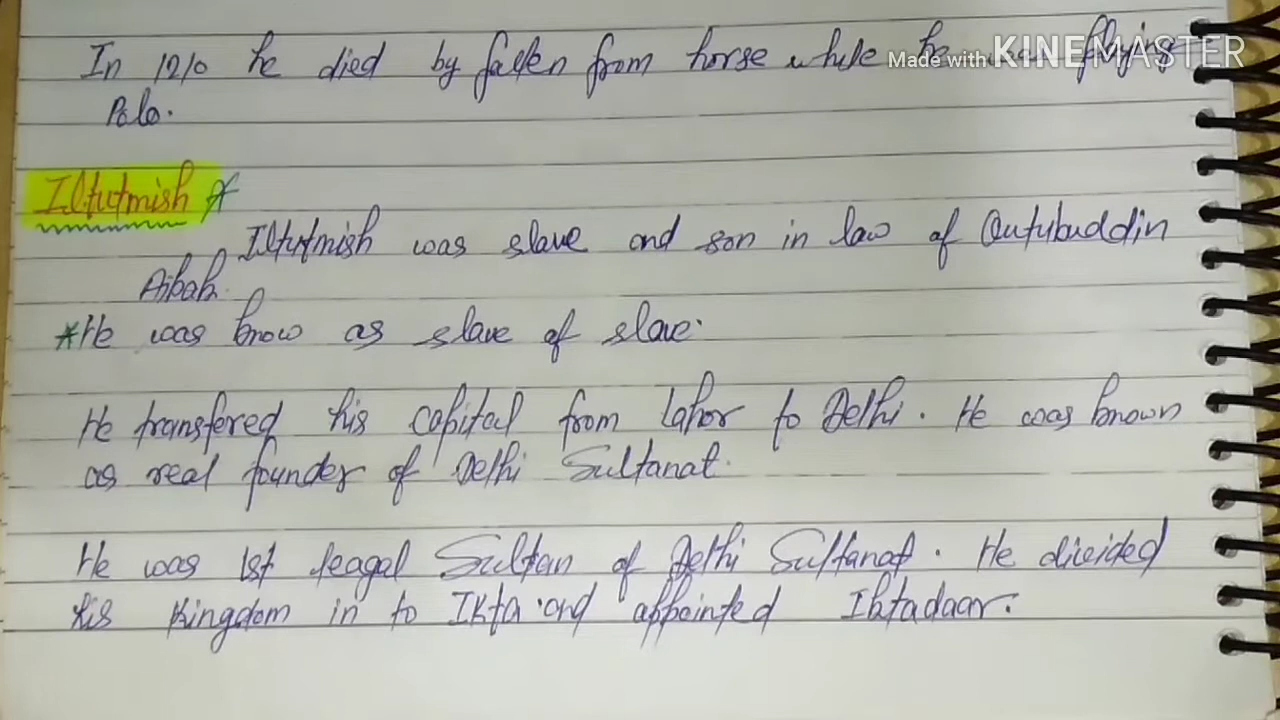 In 1210 he died by fallen from horse while he
Made with KINEMASTER
Polo.
Iltutmish
Iltutmish was slave and son in law of Qutubuddin
Aibak.
*He was know as slave of slave.
He transfered his capital from Lahor to Delhi. He was known
as real founder of Delhi Sultanat.
He was 1st leagal Sultan of Delhi Sultanat. He divided
his Kingdom in to IKta and appointed Iktadaar.